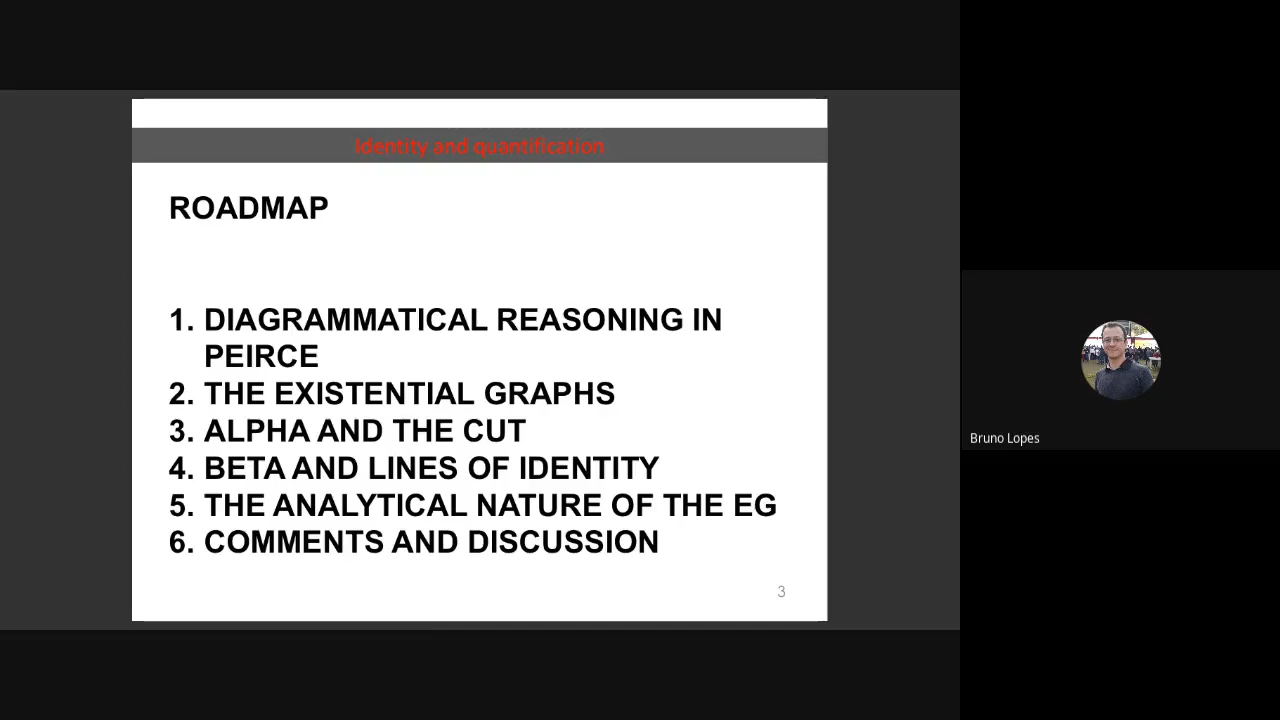 Identity and quantification
ROADMAP
1. DIAGRAMMATICAL REASONING IN
PEIRCE
2. THE EXISTENTIAL GRAPHS
3. ALPHA AND THE CUT
4. BETA AND LINES OF IDENTITY
5. THE ANALYTICAL NATURE OF THE EG
6. COMMENTS AND DISCUSSION
3
Bruno Lopes